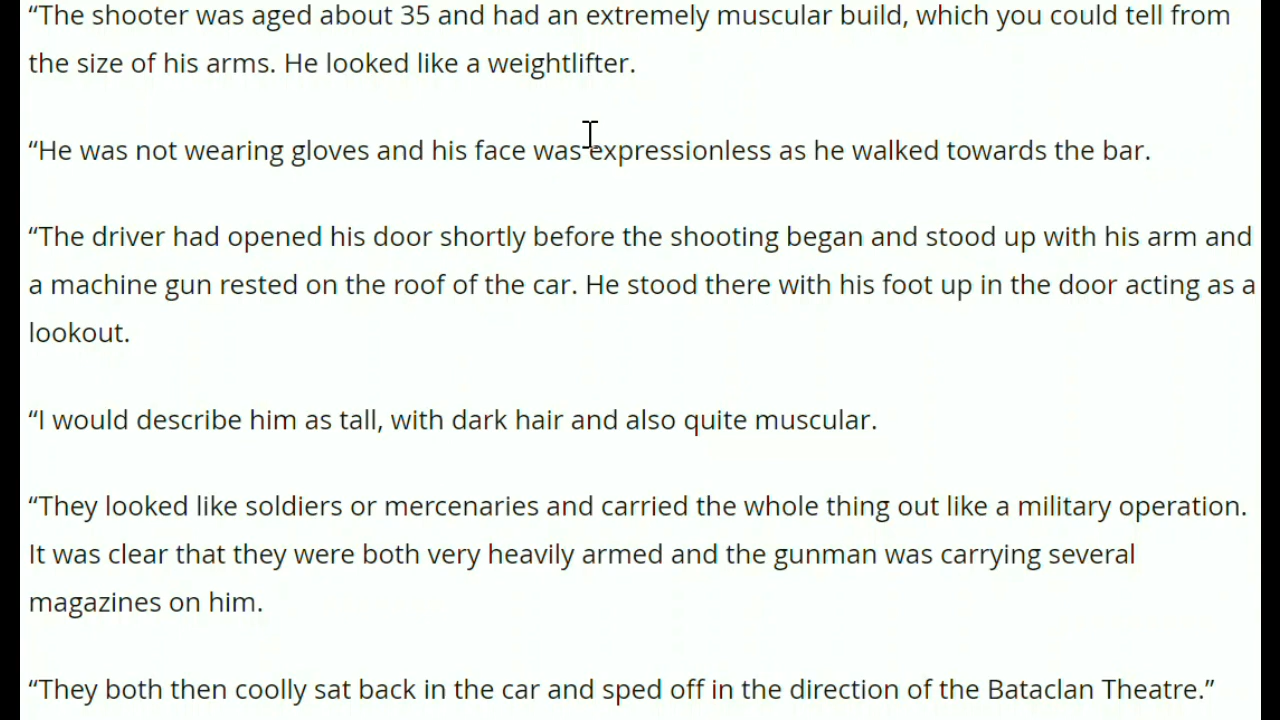 “The shooter was aged about 35 and had an extremely muscular build, which you could tell from
the size of his arms. He looked like a weightlifter.
“He was not wearing gloves and his face was expressionless as he walked towards the bar.
“The driver had opened his door shortly before the shooting began and stood up with his arm and
a machine gun rested on the roof of the car. He stood there with his foot up in the door acting as a
lookout.
“I would describe him as tall, with dark hair and also quite muscular.
“They looked like soldiers or mercenaries and carried the whole thing out like a military operation.
It was clear that they were both very heavily armed and the gunman was carrying several
magazines on him.
“They both then coolly sat back in the car and sped off in the direction of the Bataclan Theatre.”